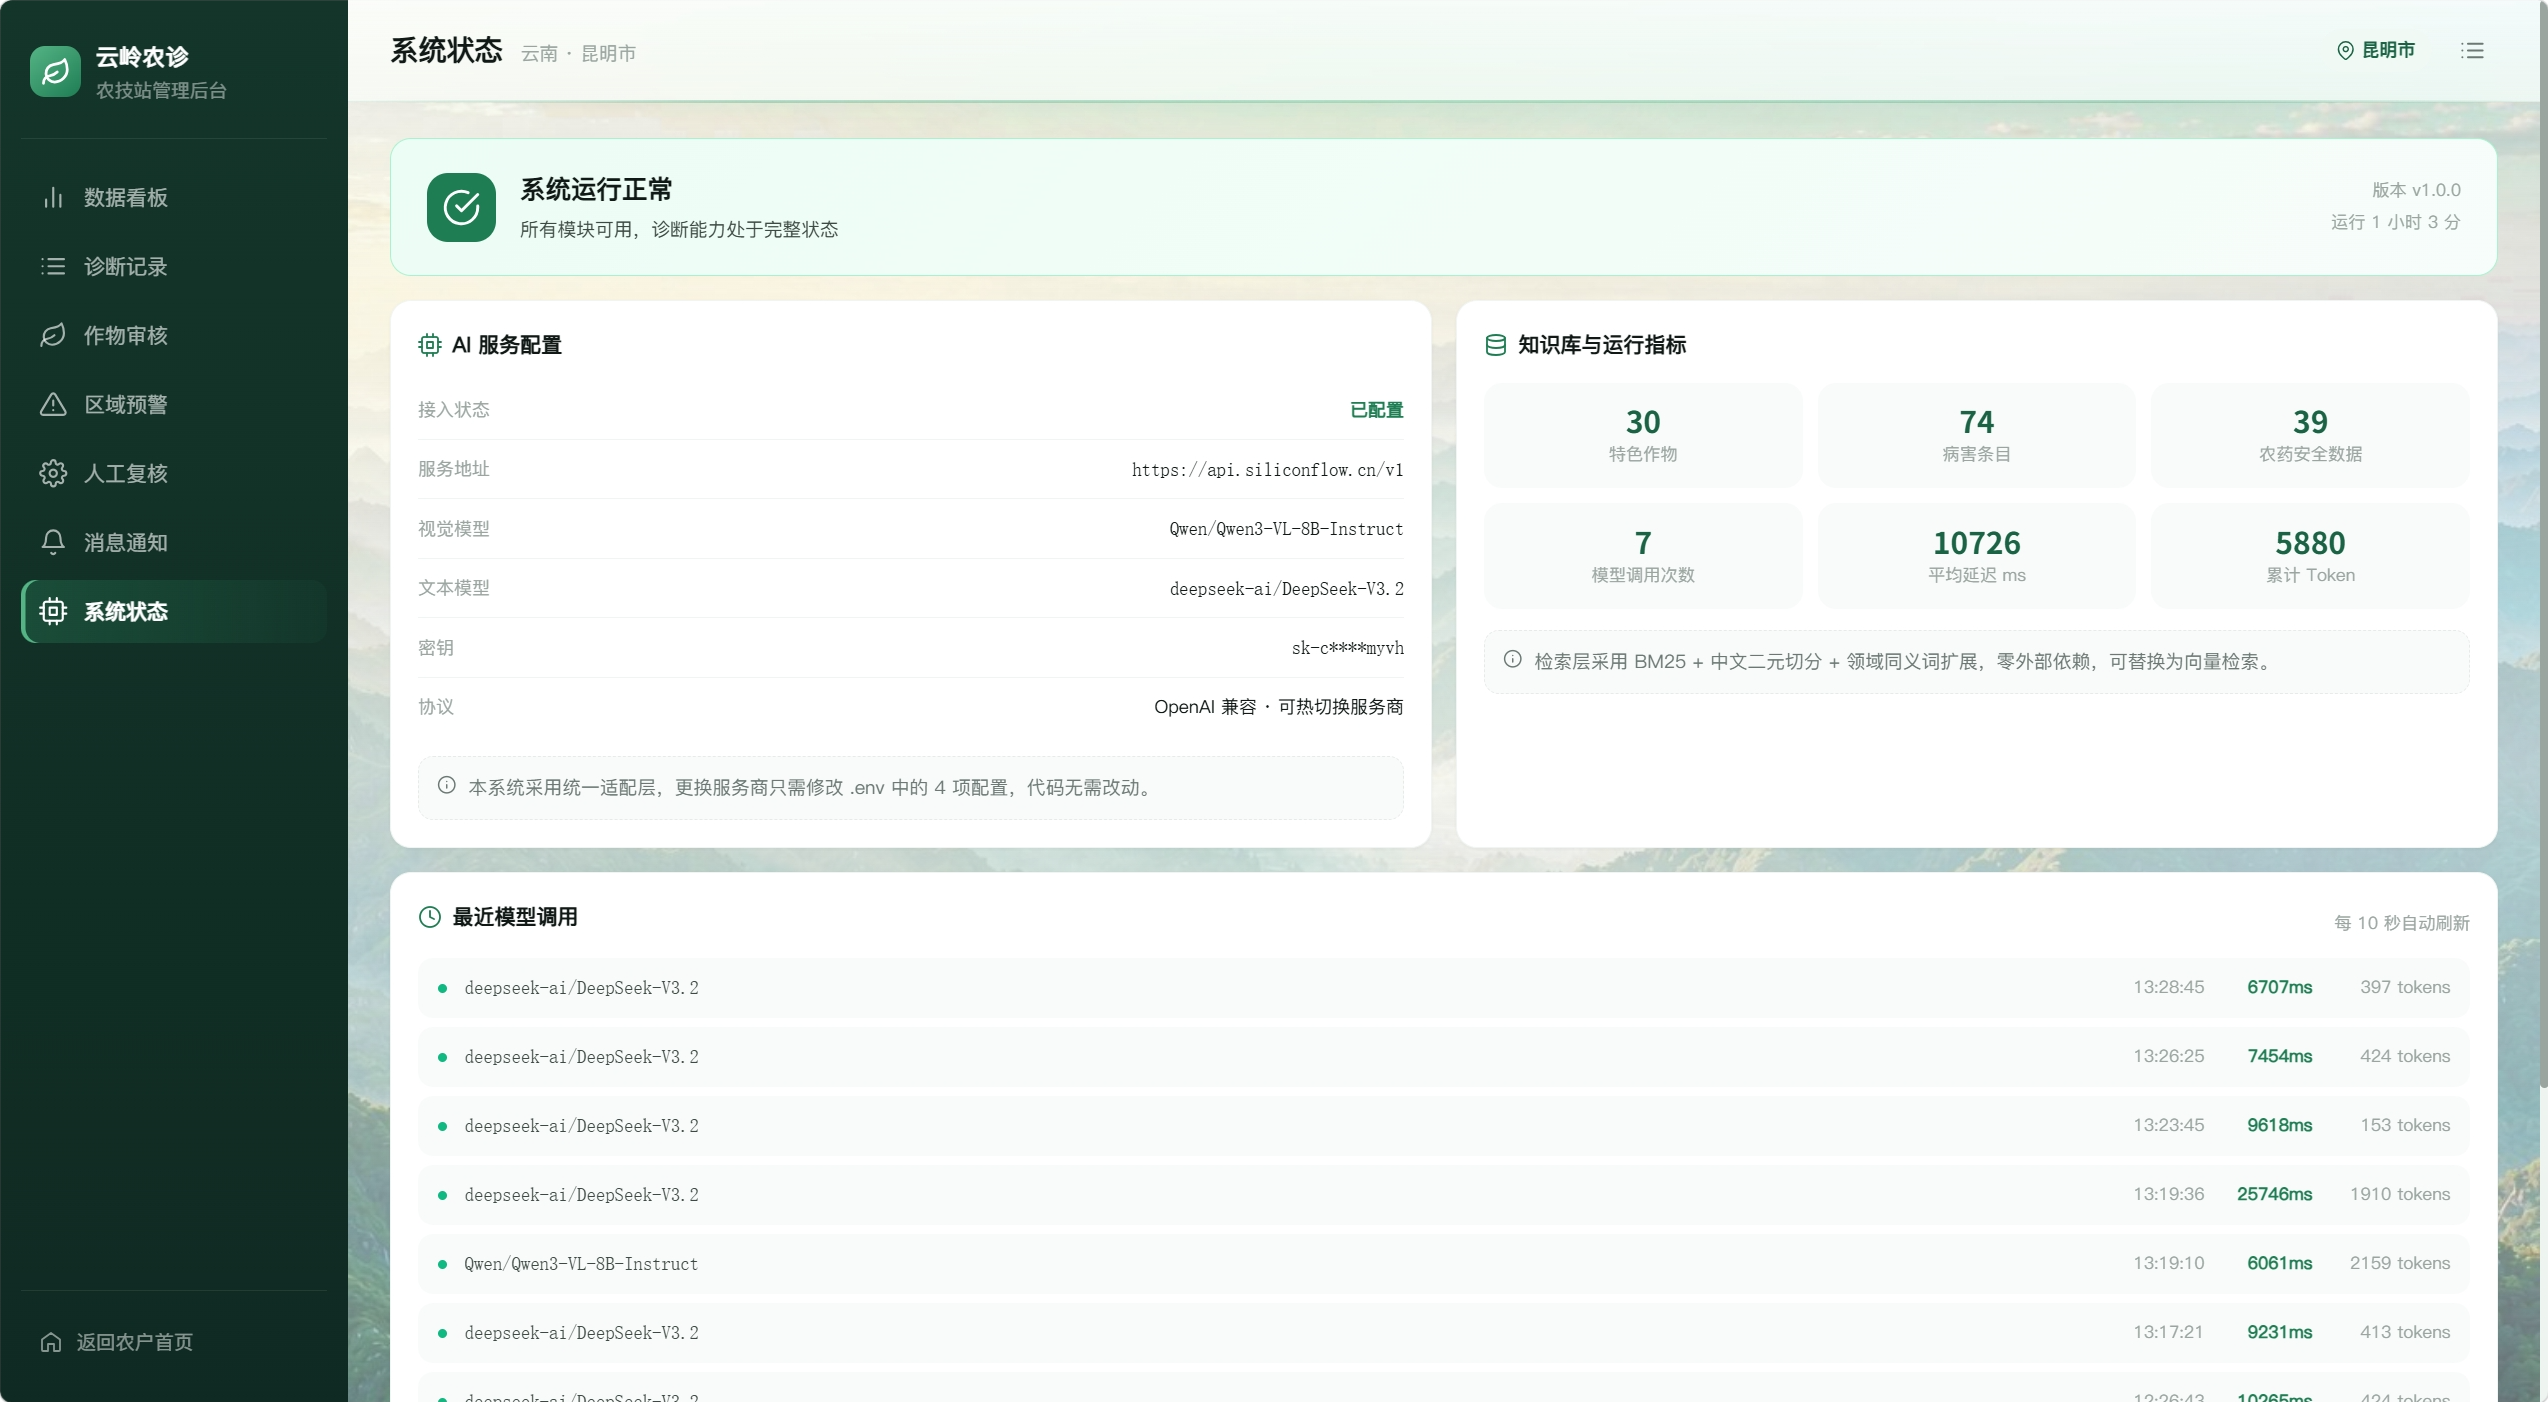 云岭农诊
农技站管理后台
数据看板
诊断记录
作物审核
区域预警
人工复核
消息通知
系统状态
返回农户首页
系统状态 云南 · 昆明市
昆明市
系统运行正常
所有模块可用，诊断能力处于完整状态
版本 v1.0.0
运行 1 小时 3 分
AI 服务配置
接入状态 已配置
服务地址 https://api.siliconflow.cn/v1
视觉模型 Qwen/Qwen3-VL-8B-Instruct
文本模型 deepseek-ai/DeepSeek-V3.2
密钥 sk-c****myvh
协议 OpenAI 兼容 · 可热切换服务商
本系统采用统一适配层，更换服务商只需修改 .env 中的 4 项配置，代码无需改动。
知识库与运行指标
30
特色作物
74
病害条目
39
农药安全数据
7
模型调用次数
10726
平均延迟 ms
5880
累计 Token
检索层采用 BM25 + 中文二元切分 + 领域同义词扩展，零外部依赖，可替换为向量检索。
最近模型调用 每 10 秒自动刷新
deepseek-ai/DeepSeek-V3.2 13:28:45 6707ms 397 tokens
deepseek-ai/DeepSeek-V3.2 13:26:25 7454ms 424 tokens
deepseek-ai/DeepSeek-V3.2 13:23:45 9618ms 153 tokens
deepseek-ai/DeepSeek-V3.2 13:19:36 25746ms 1910 tokens
Qwen/Qwen3-VL-8B-Instruct 13:19:10 6061ms 2159 tokens
deepseek-ai/DeepSeek-V3.2 13:17:21 9231ms 413 tokens
deepseek-ai/DeepSeek-V3.2 12:26:43 10265ms 424 tokens